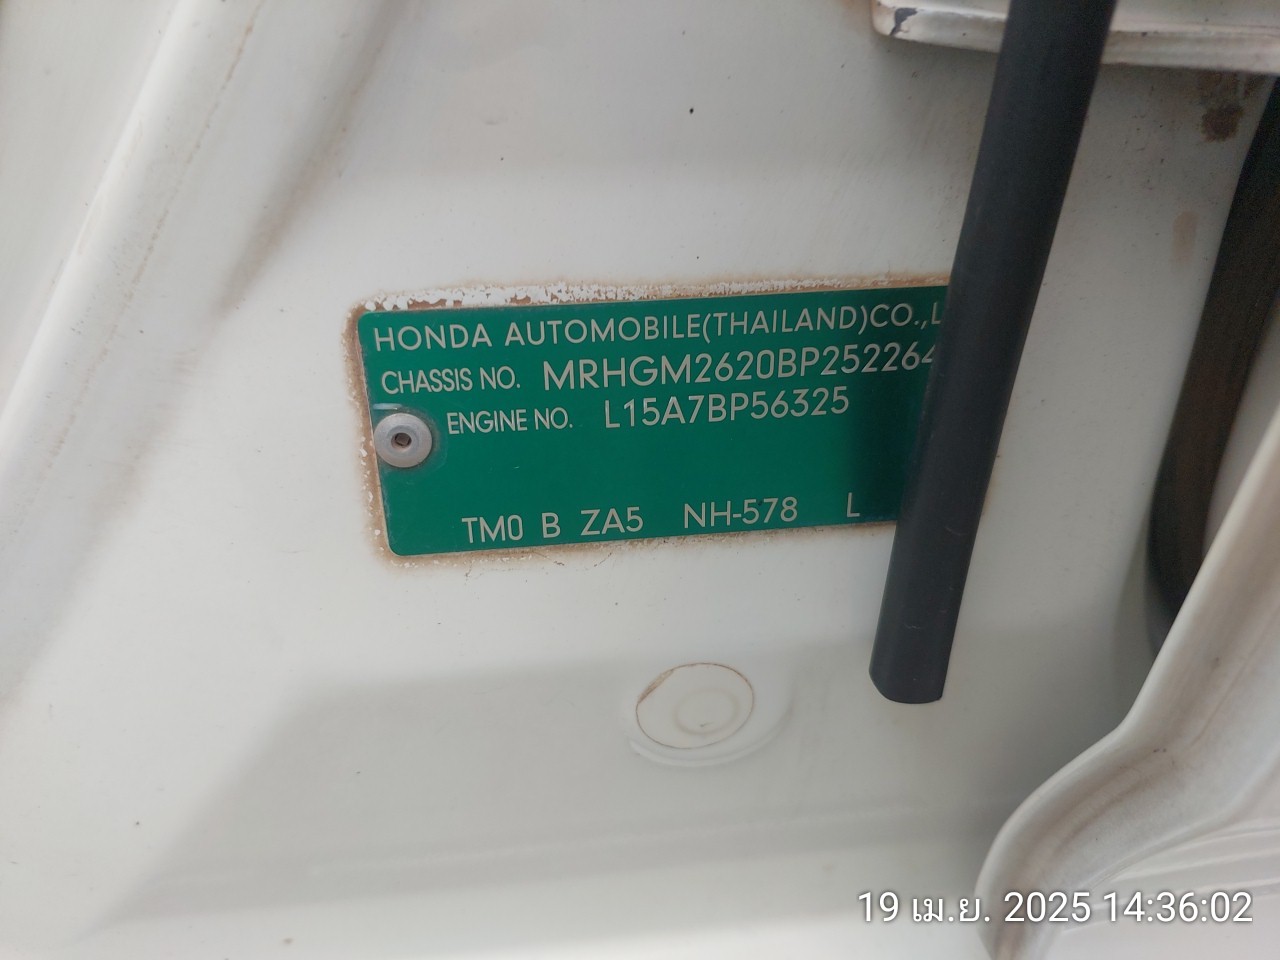 HONDA AUTOMOBILE(THAILAND)CO.,L
CHASSIS NO. MRHGM2620BP252264
ENGINE NO. L15A7BP56325
TM0 B ZA5 NH-578 L
19 เม.ย. 2025 14:36:02